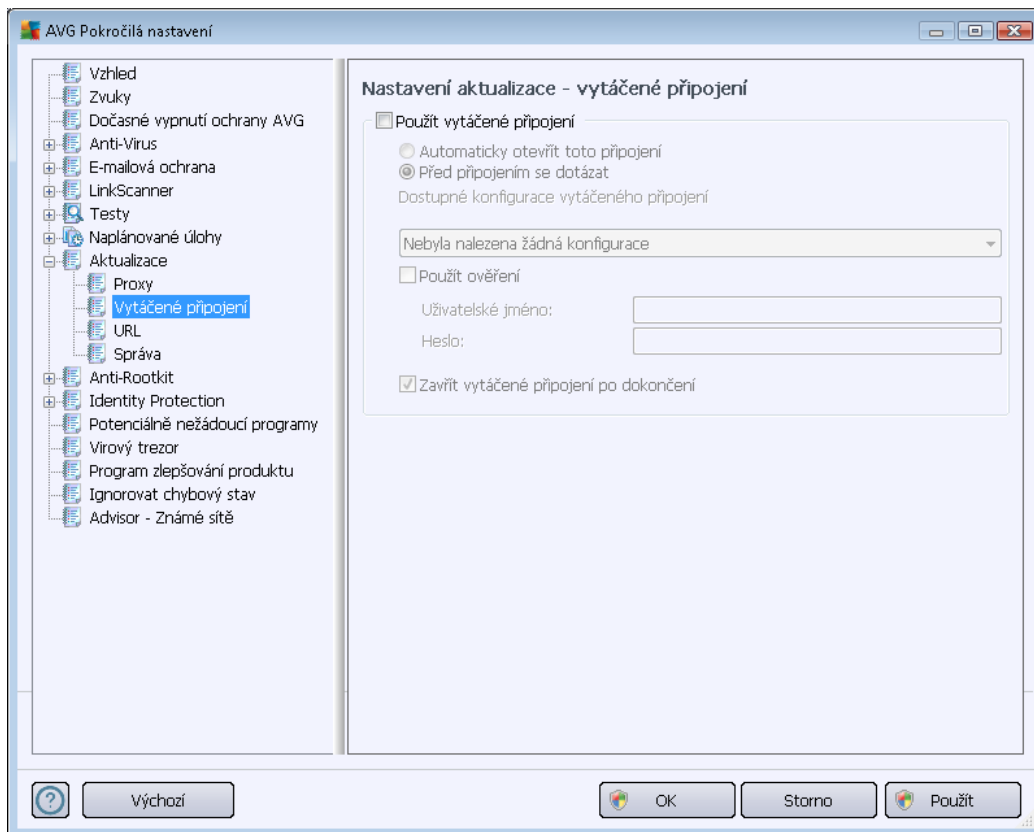 AVG Pokročilá nastavení
Vzhled
Zvuky
Dočasné vypnutí ochrany AVG
Anti-Virus
E-mailová ochrana
LinkScanner
Testy
Naplánované úlohy
Aktualizace
Proxy
Vytáčené připojení
URL
Správa
Anti-Rootkit
Identity Protection
Potenciálně nežádoucí programy
Virový trezor
Program zlepšování produktu
Ignorovat chybový stav
Advisor - Známé sítě
Nastavení aktualizace - vytáčené připojení
Použít vytáčené připojení
Automaticky otevřít toto připojení
Před připojením se dotázat
Dostupné konfigurace vytáčeného připojení
Nebyla nalezena žádná konfigurace
Použít ověření
Uživatelské jméno:
Heslo:
Zavřít vytáčené připojení po dokončení
Výchozí
OK
Storno
Použít